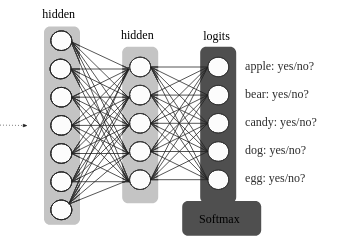 hidden
hidden
logits
apple: yes/no?
bear: yes/no?
candy: yes/no?
dog: yes/no?
egg: yes/no?
Softmax